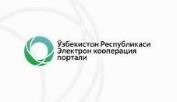 Ўзбекистон Республикаси
Электрон кооперация
портали